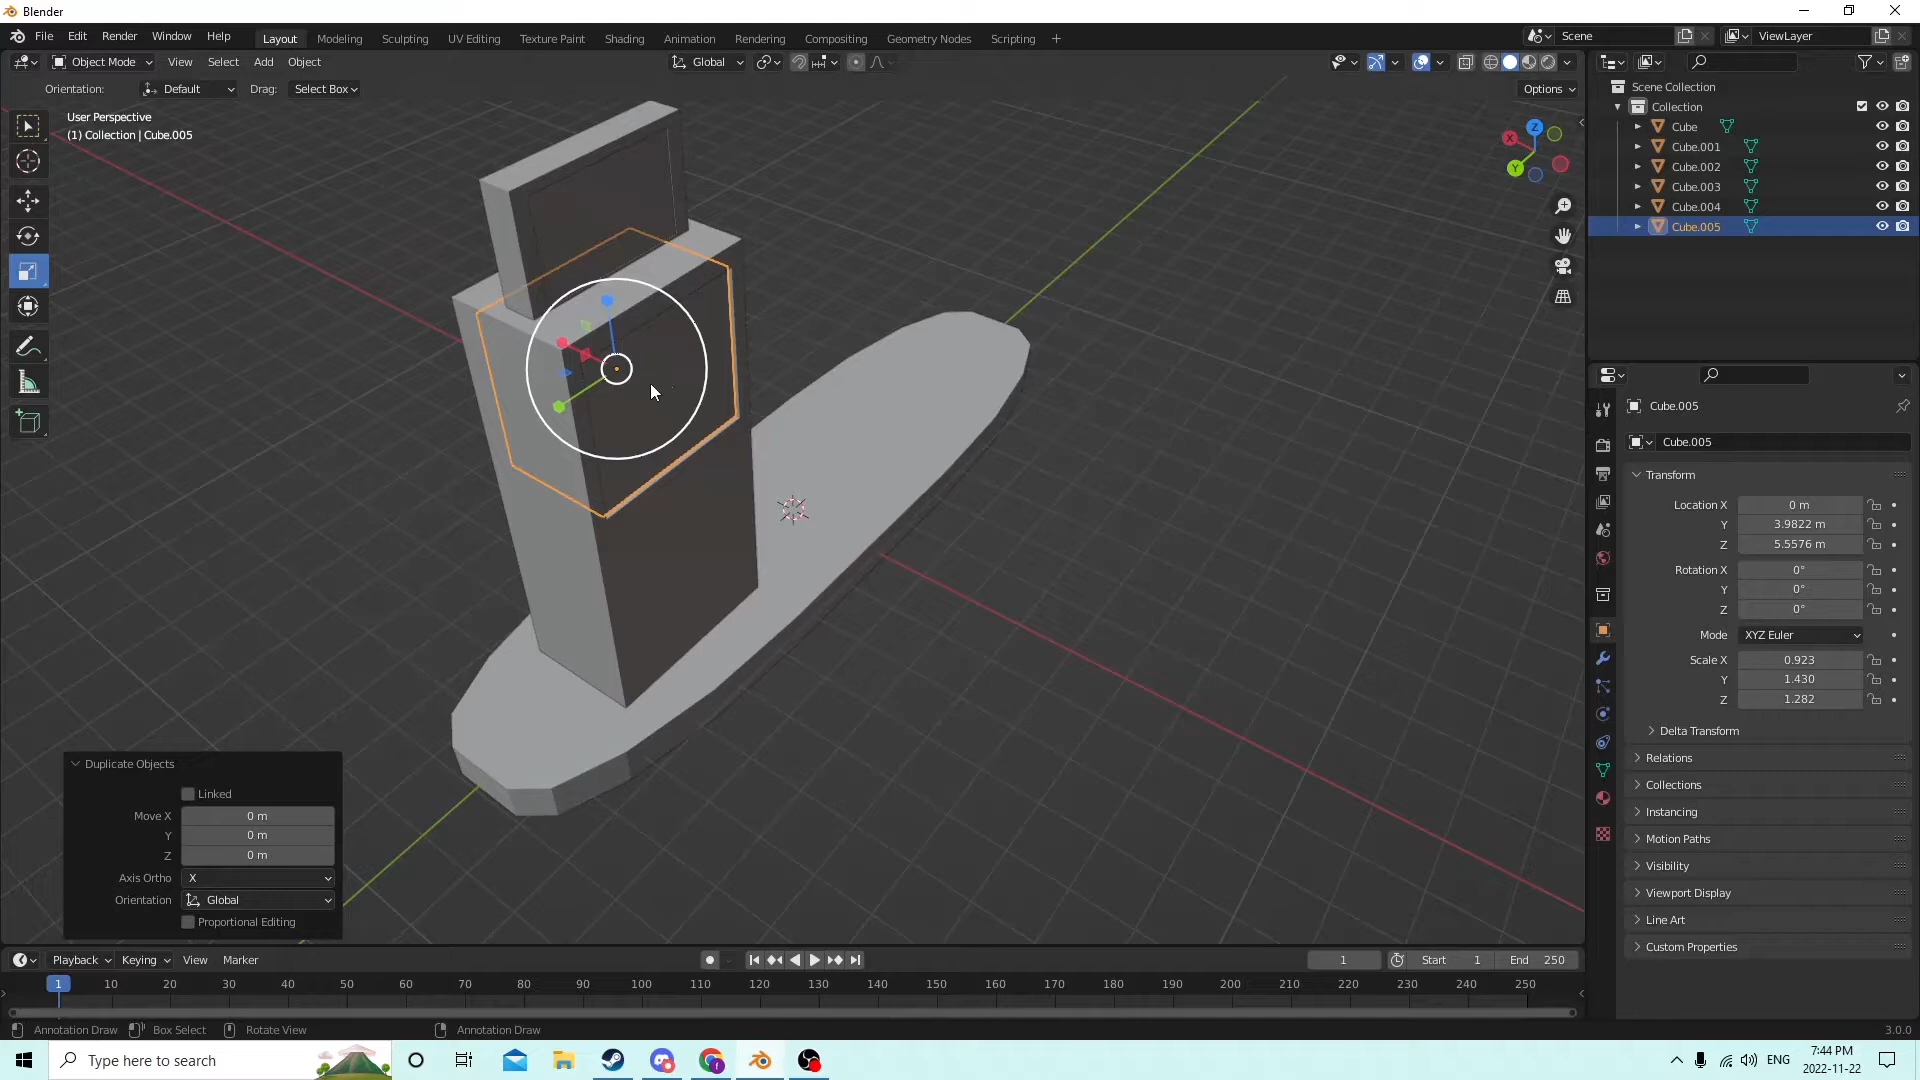 Blender
File Edit Render Window Help
Layout Modeling Sculpting UV Editing Texture Paint Shading Animation Rendering Compositing Geometry Nodes Scripting
Scene
ViewLayer
Object Mode View Select Add Object
Global
Orientation: Default Drag: Select Box
Options
User Perspective
(1) Collection | Cube.005
X
Y
Z
Scene Collection
Collection
Cube
Cube.001
Cube.002
Cube.003
Cube.004
Cube.005
Cube.005
Cube.005
Transform
Location X 0 m
Y 3.9822 m
Z 5.5576 m
Rotation X 0°
Y 0°
Z 0°
Mode XYZ Euler
Scale X 0.923
Y 1.430
Z 1.282
Delta Transform
Relations
Collections
Instancing
Motion Paths
Visibility
Viewport Display
Line Art
Custom Properties
Duplicate Objects
Linked
Move X 0 m
Y 0 m
Z 0 m
Axis Ortho X
Orientation Global
Proportional Editing
Playback Keying View Marker
1 Start 1 End 250
1 10 20 30 40 50 60 70 80 90 100 110 120 130 140 150 160 170 180 190 200 210 220 230 240 250
Annotation Draw Box Select Rotate View Annotation Draw
3.0.0
Type here to search
ENG
7:44 PM
2022-11-22